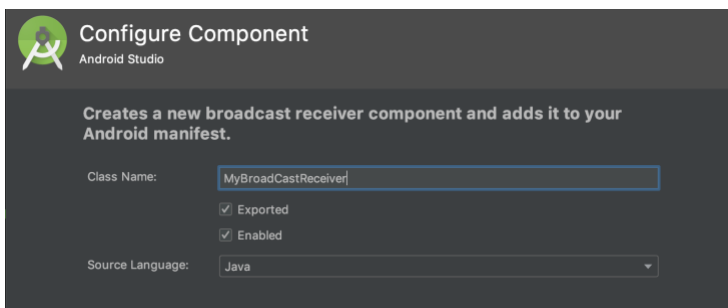 Configure Component
Android Studio
Creates a new broadcast receiver component and adds it to your
Android manifest.
Class Name:
MyBroadCastReceiver
Exported
Enabled
Source Language:
Java